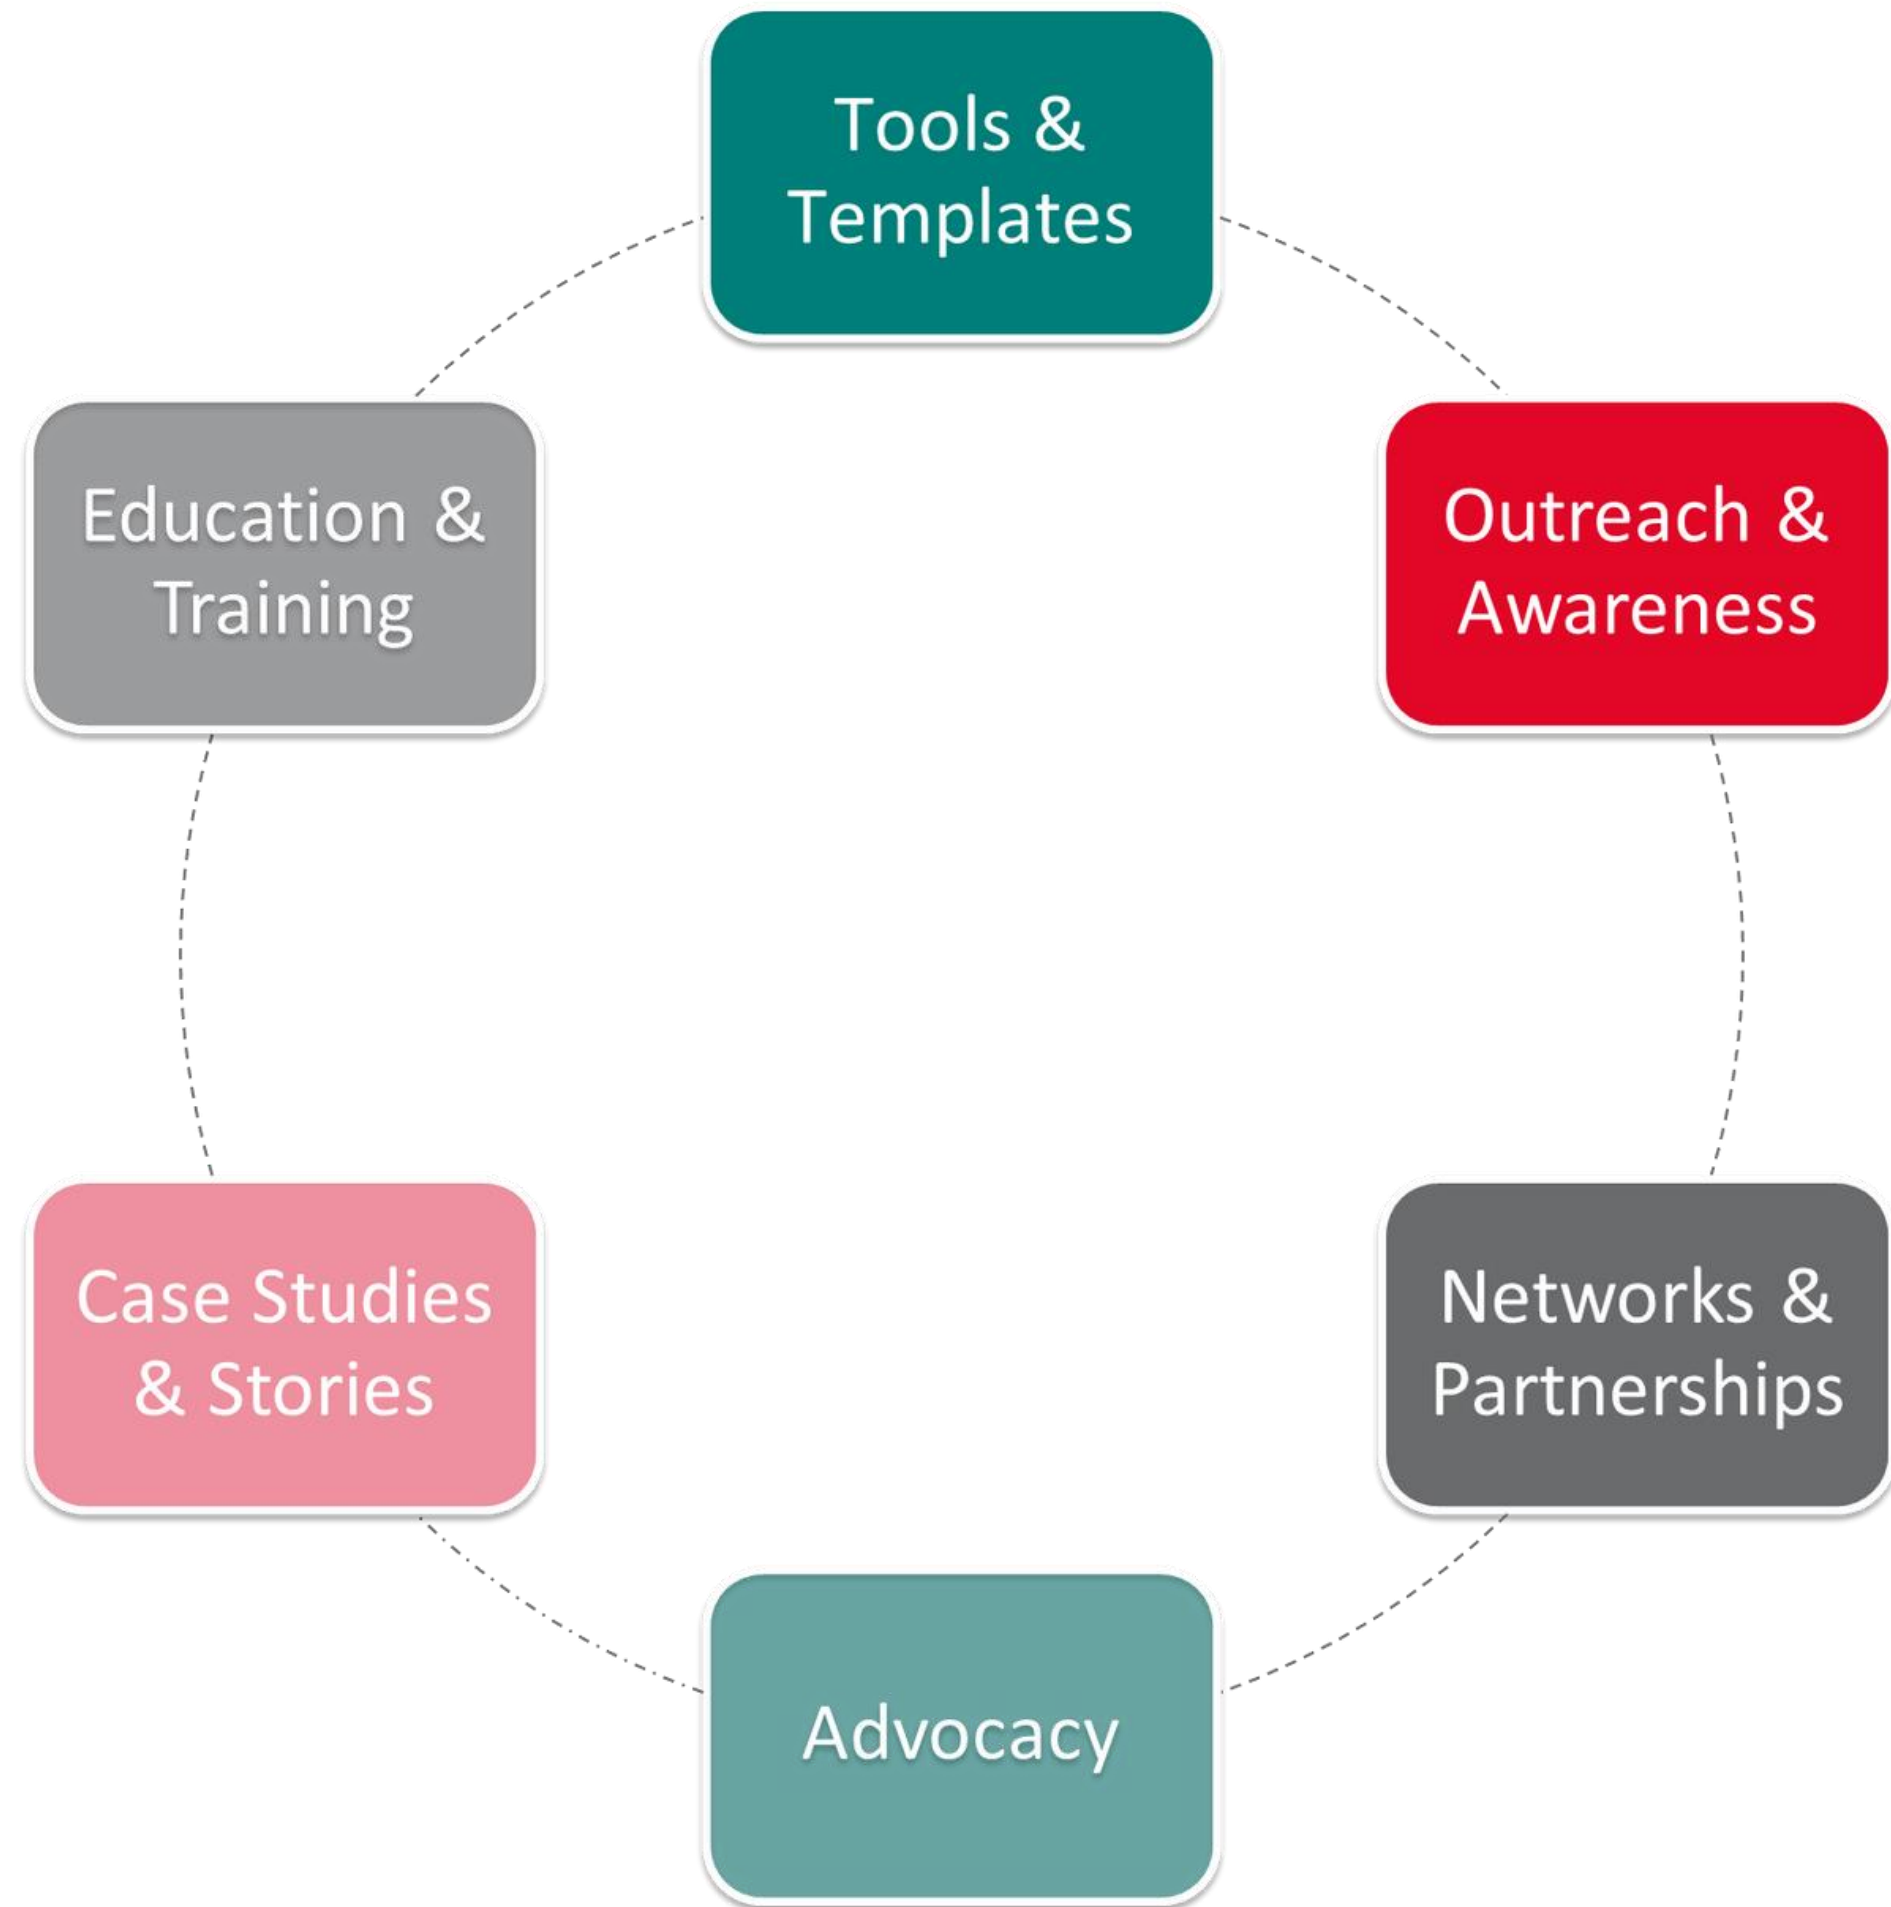 Tools &
Templates
Outreach &
Awareness
Networks &
Partnerships
Advocacy
Case Studies
& Stories
Education &
Training